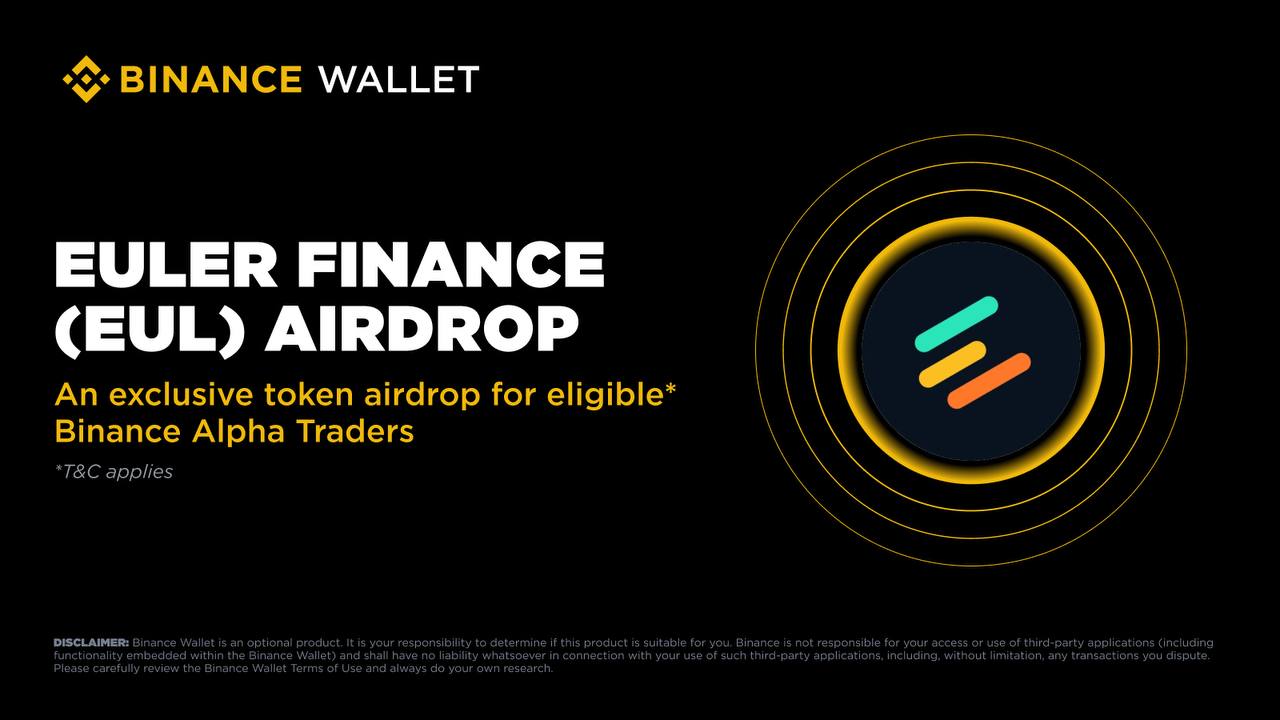 BINANCE WALLET
EULER FINANCE
(EUL) AIRDROP
An exclusive token airdrop for eligible*
Binance Alpha Traders
*T&C applies
DISCLAIMER: Binance Wallet is an optional product. It is your responsibility to determine if this product is suitable for you. Binance is not responsible for your access or use of third-party applications (including
functionality embedded within the Binance Wallet) and shall have no liability whatsoever in connection with your use of such third-party applications, including, without limitation, any transactions you dispute.
Please carefully review the Binance Wallet Terms of Use and always do your own research.